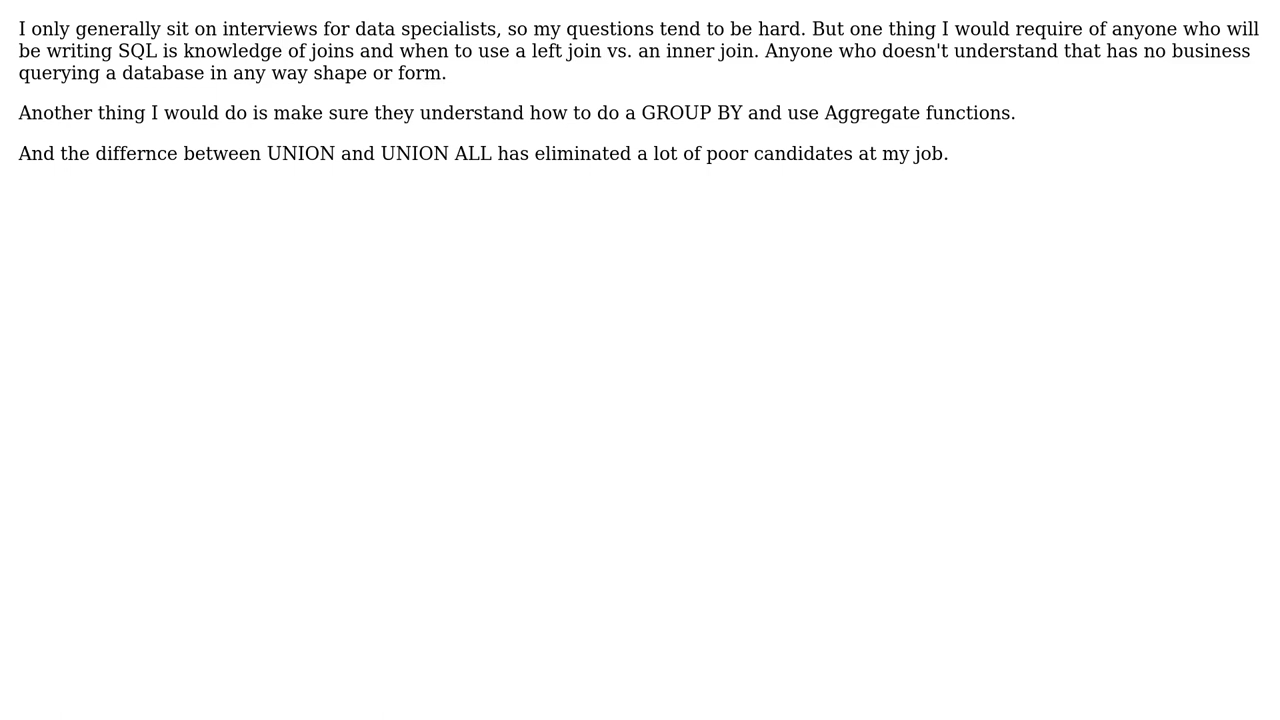 I only generally sit on interviews for data specialists, so my questions tend to be hard. But one thing I would require of anyone who will
be writing SQL is knowledge of joins and when to use a left join vs. an inner join. Anyone who doesn't understand that has no business
querying a database in any way shape or form.
Another thing I would do is make sure they understand how to do a GROUP BY and use Aggregate functions.
And the differnce between UNION and UNION ALL has eliminated a lot of poor candidates at my job.